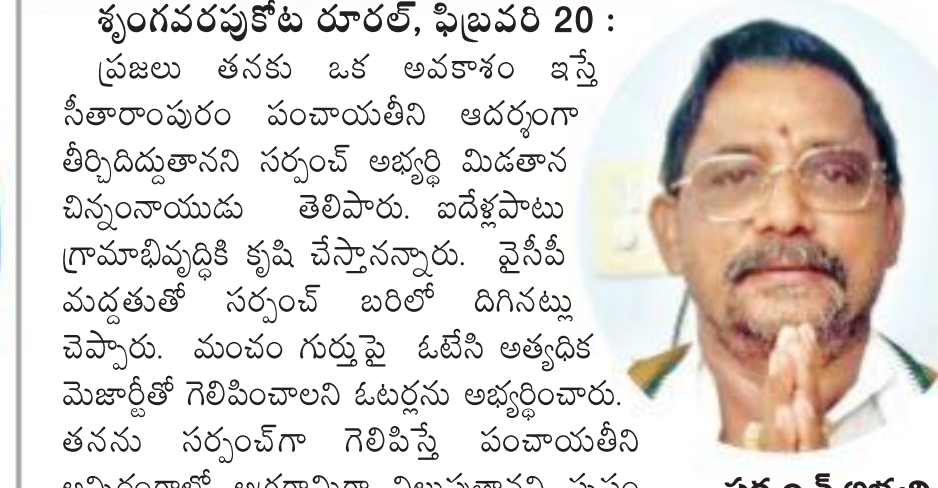 శృంగవరపుకోట రూరల్, ఫిబ్రవరి 20 :
ప్రజలు తనకు ఒక అవకాశం ఇస్తే
సీతారాంపురం పంచాయతీని ఆదర్శంగా
తీర్చిదిద్దుతానని సర్పంచ్ అభ్యర్థి మిడతాన
చిన్నంనాయుడు తెలిపారు. ఐదేళ్లపాటు
గ్రామాభివృద్ధికి కృషి చేస్తానన్నారు. వైసీపీ
మద్దతుతో సర్పంచ్ బరిలో దిగినట్లు
చెప్పారు. మంచం గుర్తుపై ఓటేసి అత్యధిక
మెజార్టీతో గెలిపించాలని ఓటర్లను అభ్యర్థించారు.
తనను సర్పంచ్‌గా గెలిపిస్తే పంచాయతీని